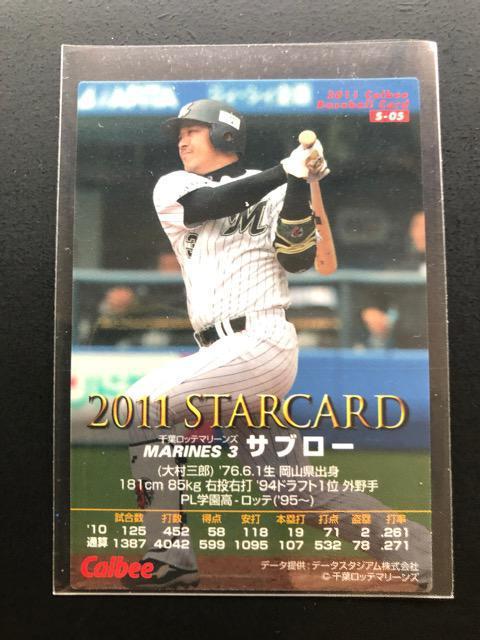 2011 Calbee
Baseball Card
S-05
M
2011 STARCARD
千葉ロッテマリーンズ
MARINES 3 サブロー
(大村三郎) '76.6.1生 岡山県出身
181cm 85kg 右投右打 '94ドラフト1位 外野手
PL学園高-ロッテ('95〜)
試合数 打数 得点 安打 本塁打 打点 盗塁 打率
'10 125 452 58 118 19 71 2 .261
通算 1387 4042 599 1095 107 532 78 .271
Calbee
データ提供:データスタジアム株式会社
©千葉ロッテマリーンズ